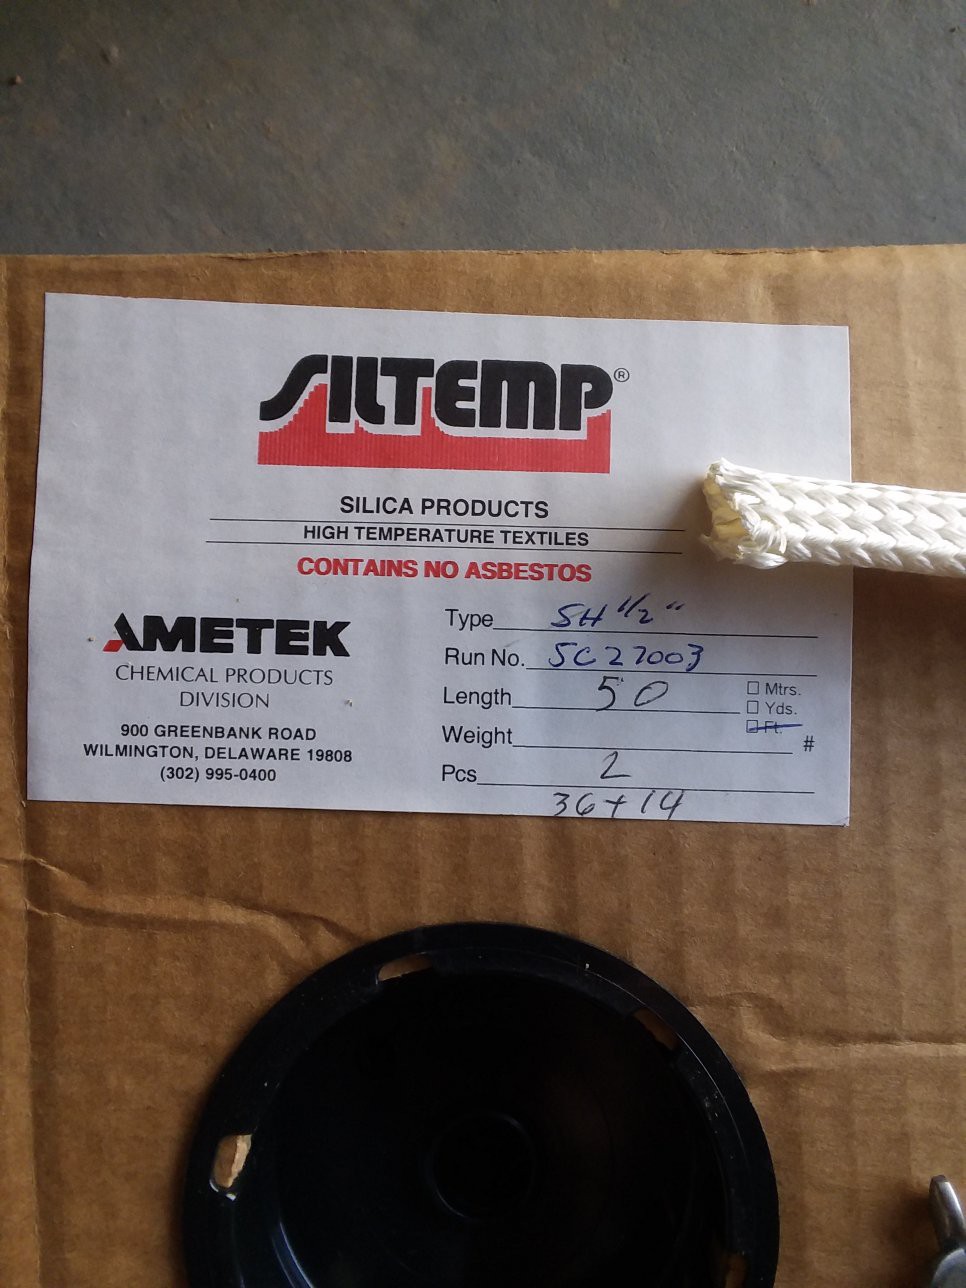 SILTEMP®
SILICA PRODUCTS
HIGH TEMPERATURE TEXTILES
CONTAINS NO ASBESTOS
AMETEK
CHEMICAL PRODUCTS
DIVISION
900 GREENBANK ROAD
WILMINGTON, DELAWARE 19808
(302) 995-0400
Type SH 1/2"
Run No. SC27003
Length 50 Mtrs.
Yds.
Ft.
Weight #
Pcs 2
36+14